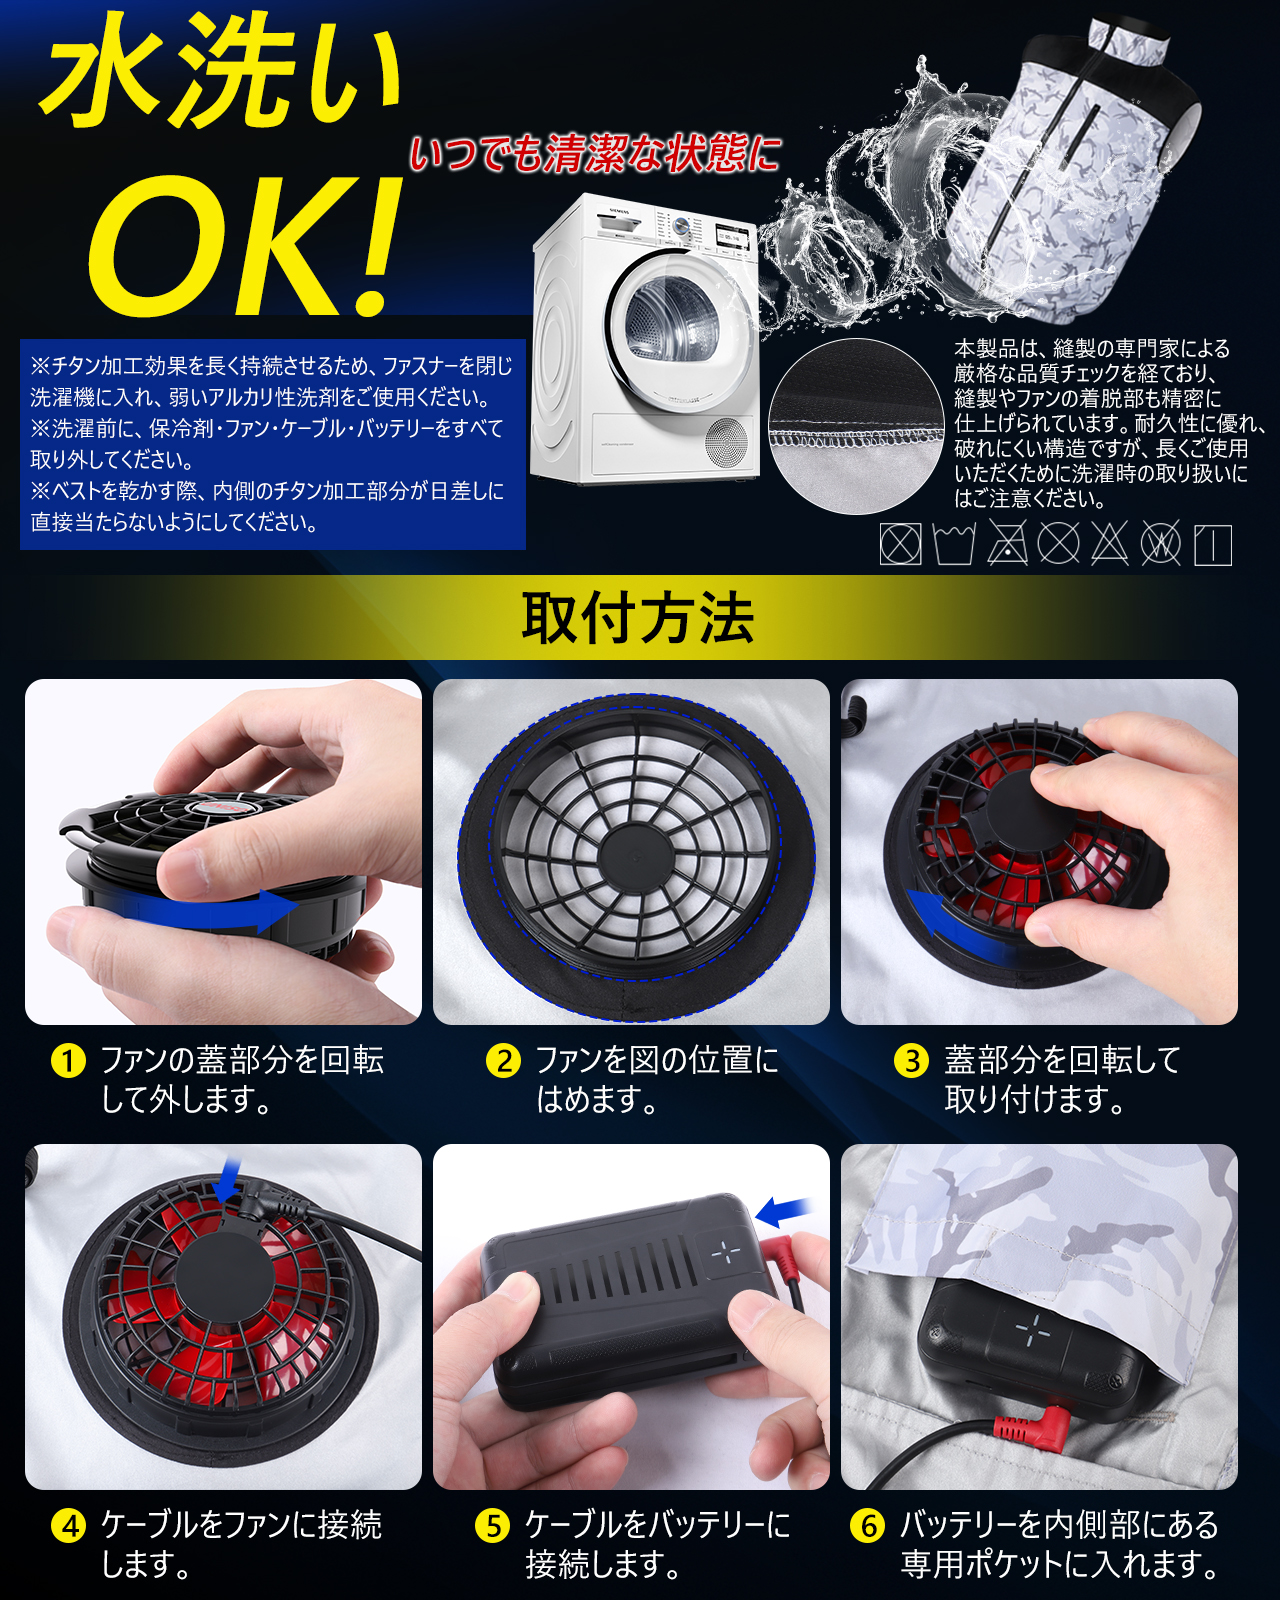 水洗い
OK!
いつでも清潔な状態に
SIEMENS
※チタン加工効果を長く持続させるため、ファスナーを閉じ
洗濯機に入れ、弱いアルカリ性洗剤をご使用ください。
※洗濯前に、保冷剤・ファン・ケーブル・バッテリーをすべて
取り外してください。
※ベストを乾かす際、内側のチタン加工部分が日差しに
直接当たらないようにしてください。
本製品は、縫製の専門家による
厳格な品質チェックを経ており、
縫製やファンの着脱部も精密に
仕上げられています。耐久性に優れ、
破れにくい構造ですが、長くご使用
いただくために洗濯時の取り扱いに
はご注意ください。
W
取付方法
1 ファンの蓋部分を回転
して外します。
2 ファンを図の位置に
はめます。
3 蓋部分を回転して
取り付けます。
4 ケーブルをファンに接続
します。
5 ケーブルをバッテリーに
接続します。
6 バッテリーを内側部にある
専用ポケットに入れます。